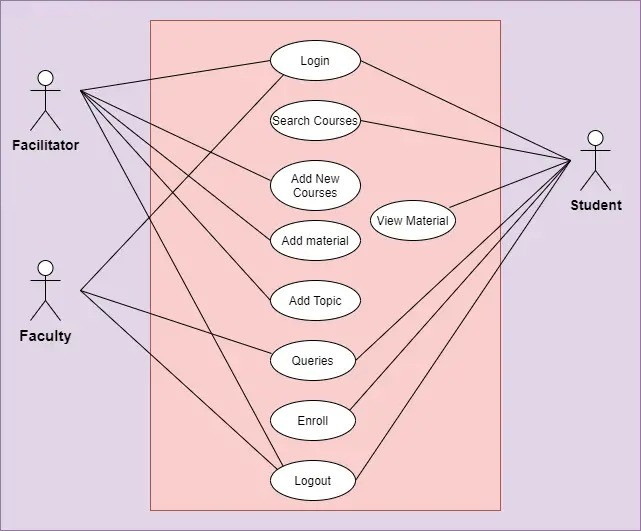 Login
Search Courses
Facilitator
Add New
Courses
Student
View Material
Add material
Add Topic
Faculty
Queries
Enroll
Logout